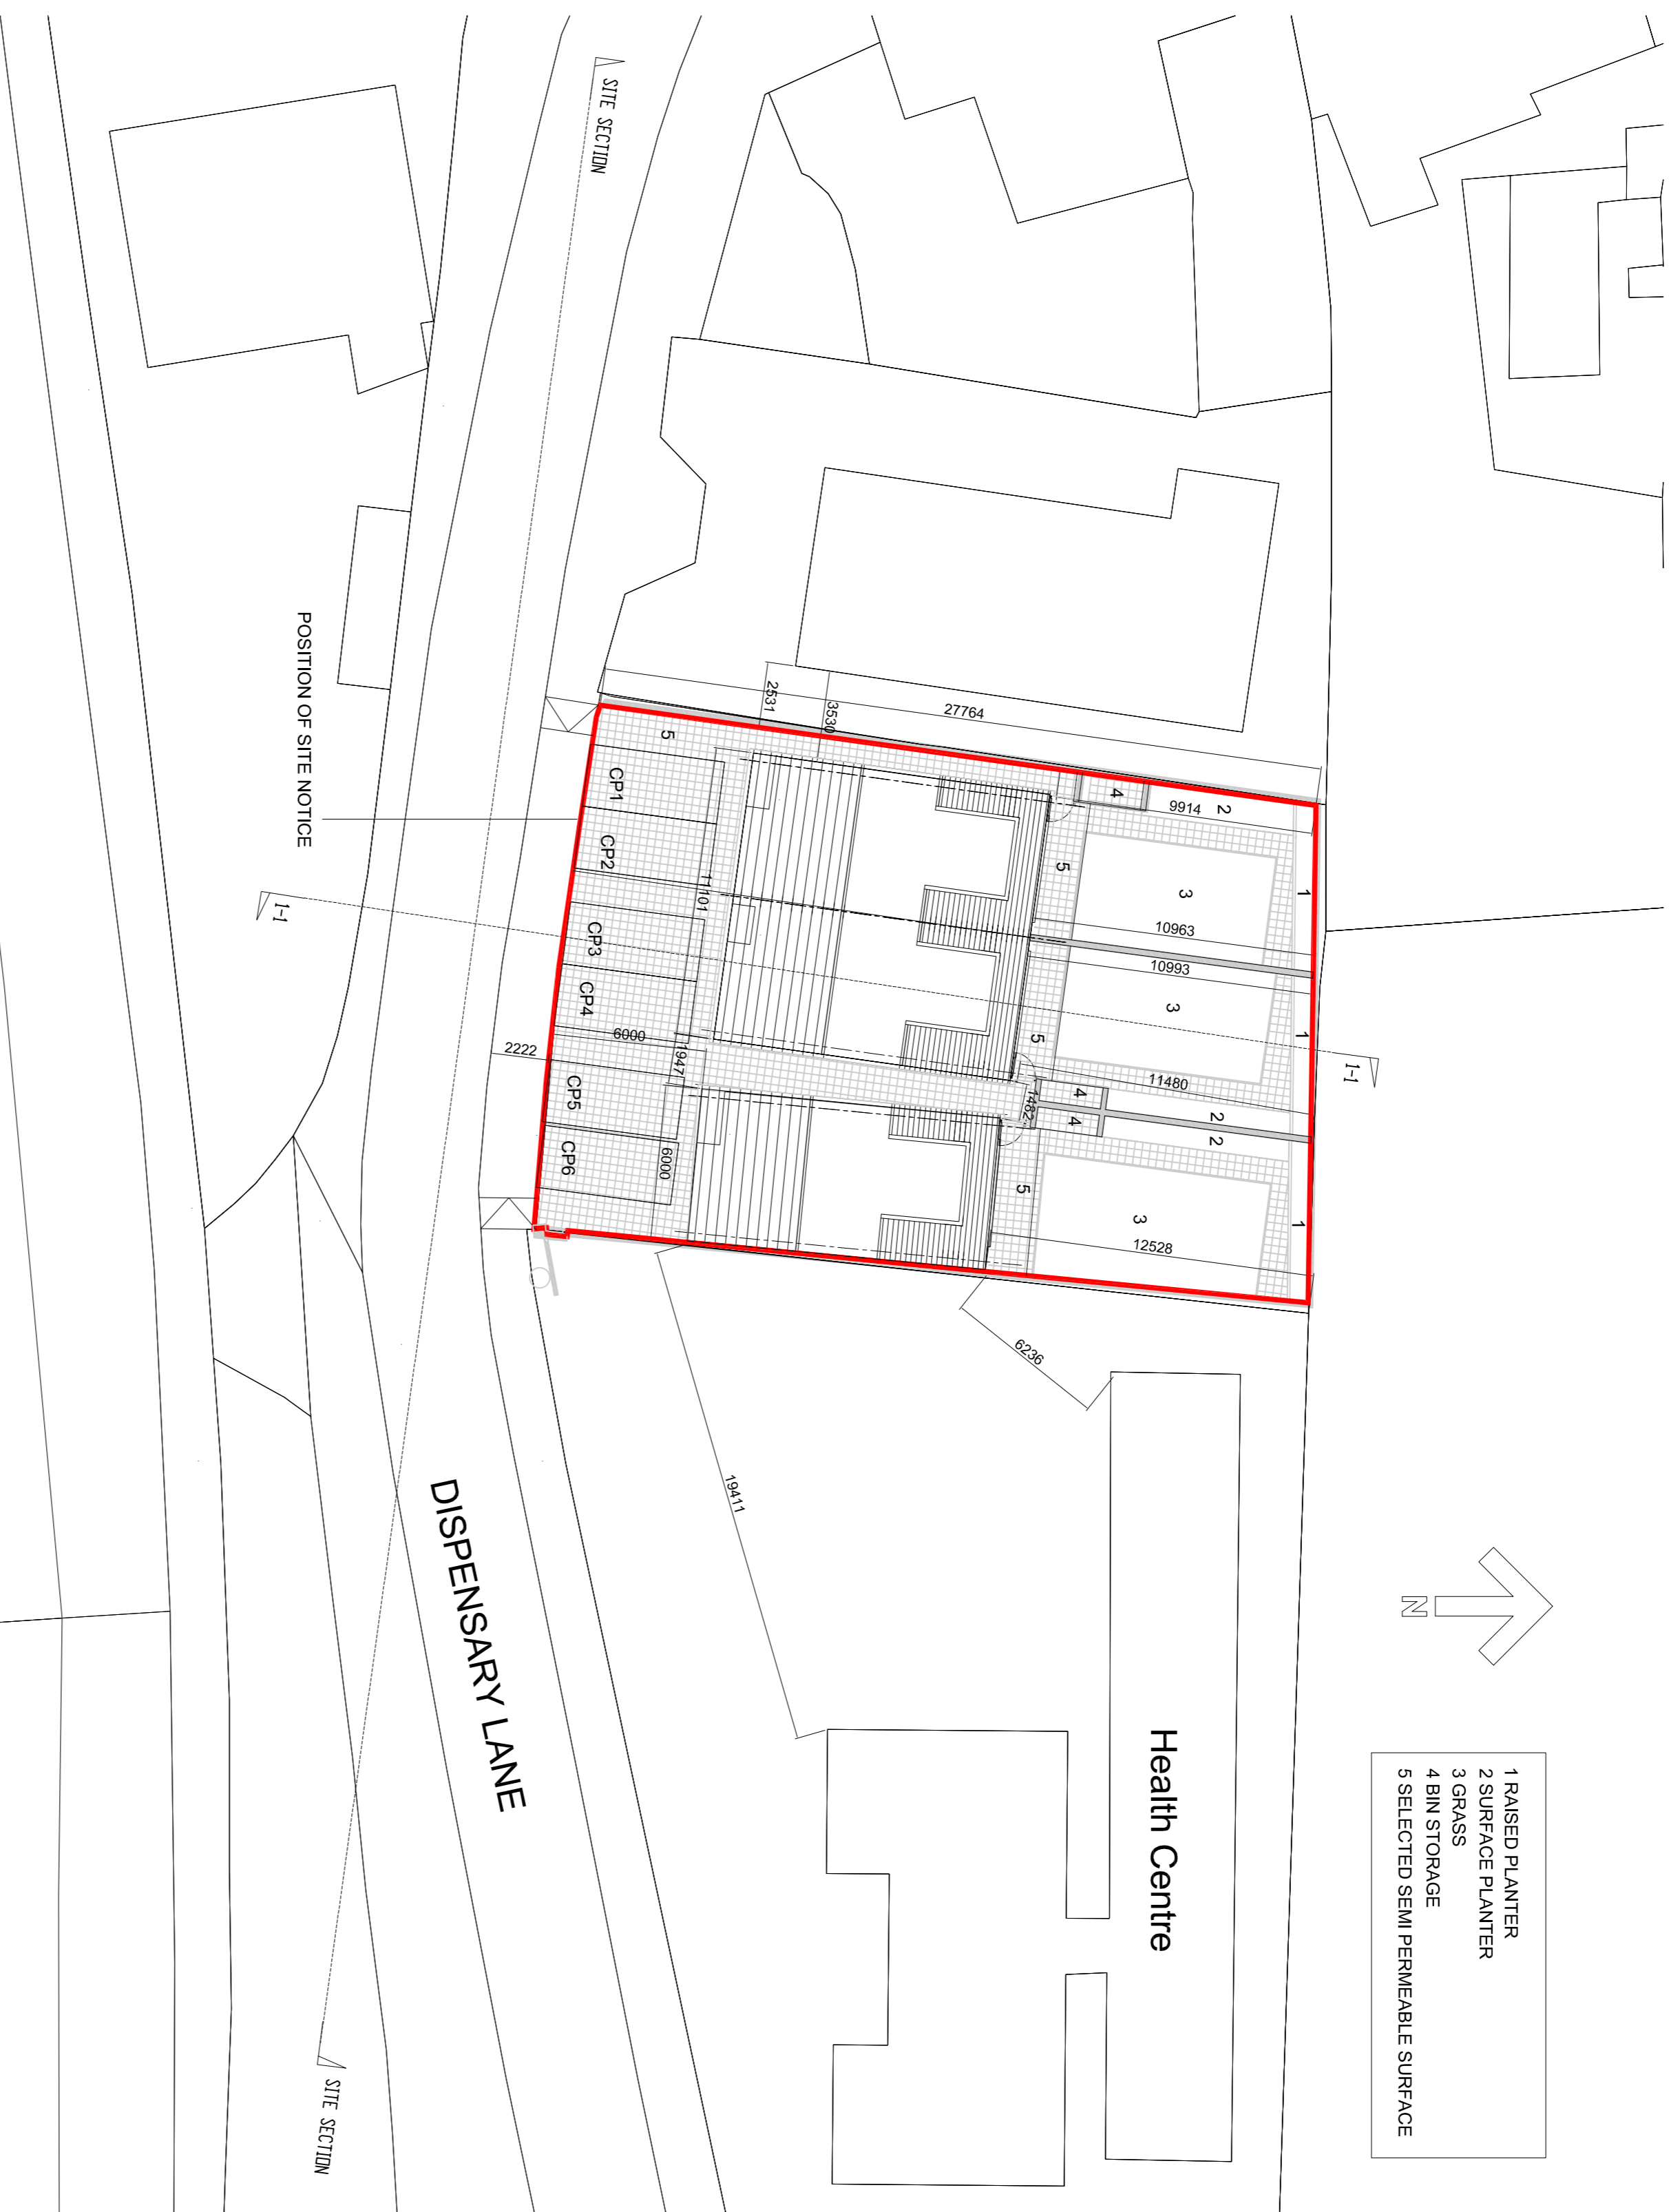 SITE SECTION
1-1
N
1 RAISED PLANTER
2 SURFACE PLANTER
3 GRASS
4 BIN STORAGE
5 SELECTED SEMI PERMEABLE SURFACE
1
1
1
2
9914
4
27764
3
10963
10993
3
11480
2
2
4
4
1482
3
12528
5
5
5
6236
Health Centre
3530
2531
5
11101
1947
6000
6000
CP1
CP2
CP3
CP4
CP5
CP6
2222
19411
DISPENSARY LANE
POSITION OF SITE NOTICE
1-1
SITE SECTION